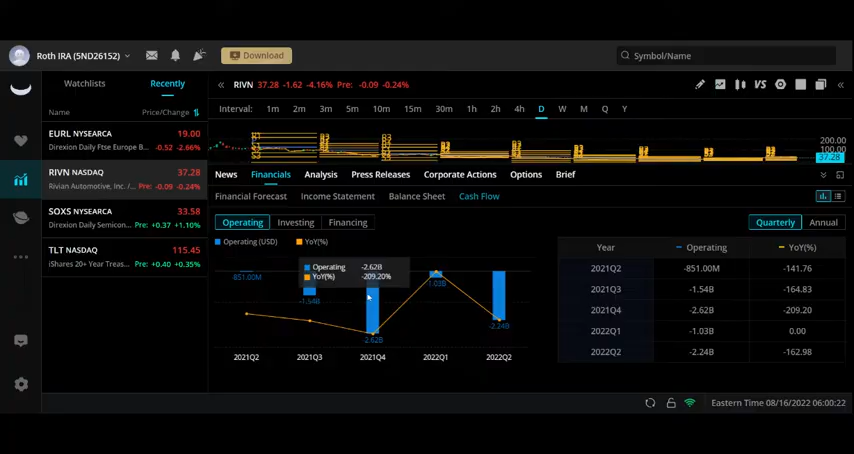 Roth IRA (5ND26152)
Download
Symbol/Name
Watchlists Recently
Name Price/Change
EURL NYSEARCA 19.00
Direxion Daily Ftse Europe B... -0.52 -2.66%
RIVN NASDAQ 37.28
Rivian Automotive, Inc. /... Pre: -0.09 -0.24%
SOXS NYSEARCA 33.58
Direxion Daily Semicon... Pre: +0.37 +1.10%
TLT NASDAQ 115.45
iShares 20+ Year Treas... Pre: +0.40 +0.35%
RIVN 37.28 -1.62 -4.16% Pre: -0.09 -0.24%
VS
Interval: 1m 2m 3m 5m 10m 15m 30m 1h 2h 4h D W M Q Y
200.00
100.00
37.28
News Financials Analysis Press Releases Corporate Actions Options Brief
Financial Forecast Income Statement Balance Sheet Cash Flow
Operating Investing Financing
Quarterly Annual
Operating (USD) YoY(%)
Operating -2.62B
YoY(%) -209.20%
-851.00M
-1.54B
-2.62B
-1.03B
-2.24B
2021Q2 2021Q3 2021Q4 2022Q1 2022Q2
Year Operating YoY(%)
2021Q2 -851.00M -141.76
2021Q3 -1.54B -164.83
2021Q4 -2.62B -209.20
2022Q1 -1.03B 0.00
2022Q2 -2.24B -162.98
Eastern Time 08/16/2022 06:00:22